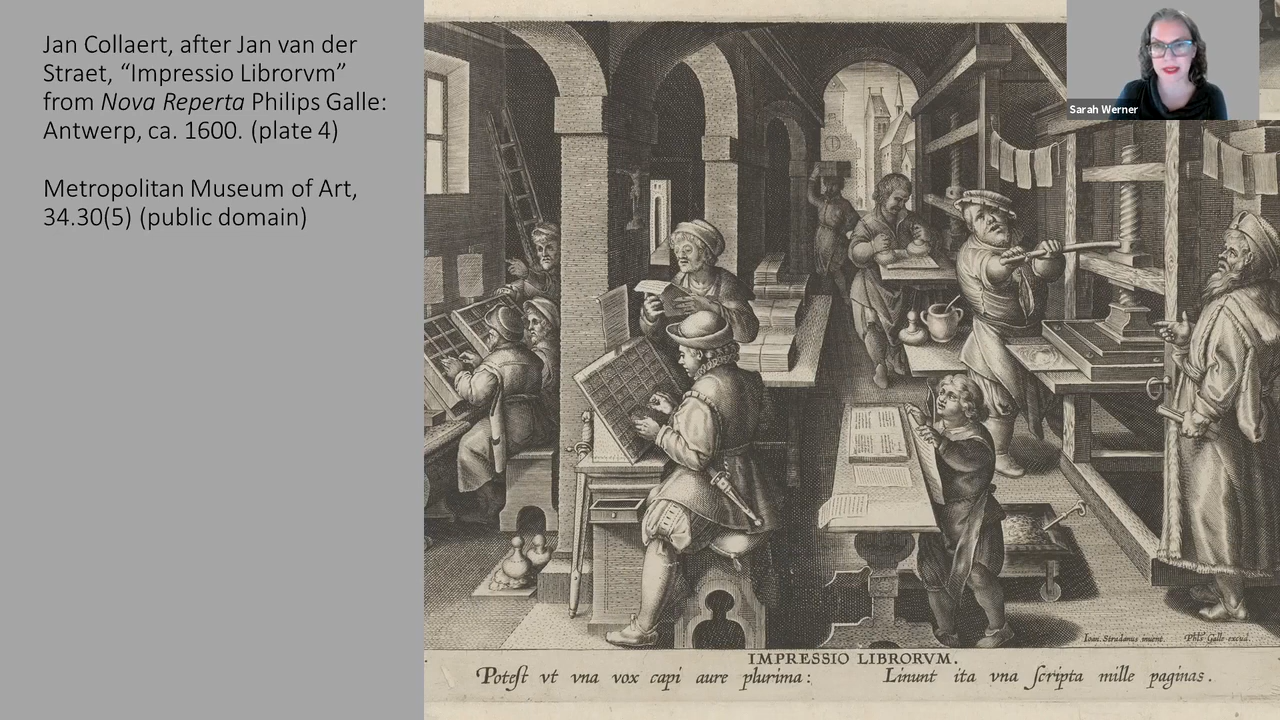 Jan Collaert, after Jan van der
Straet, “Impressio Librorvm”
from Nova Reperta Philips Galle:
Antwerp, ca. 1600. (plate 4)
Metropolitan Museum of Art,
34.30(5) (public domain)
Sarah Werner
Ioan. Stradanus invent. Phls Galle excud.
IMPRESSIO LIBRORVM.
Potest vt vna vox capi aure plurima: Linunt ita vna scripta mille paginas.